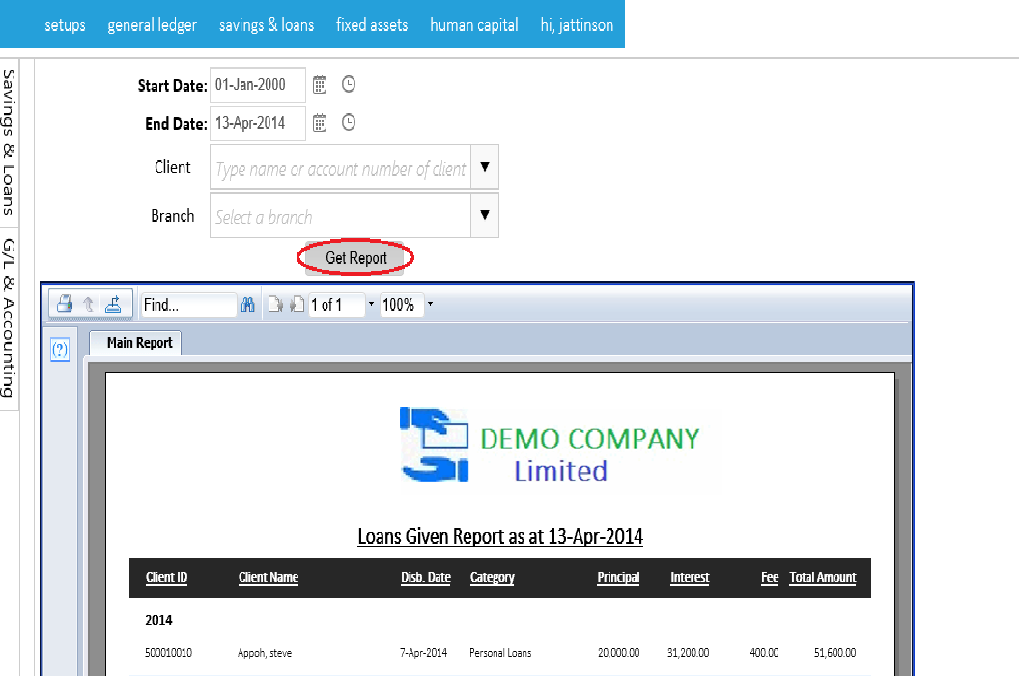 setups general ledger savings & loans fixed assets human capital hi, jattinson
Savings & Loans
G/L & Accounting
Start Date: 01-Jan-2000
End Date: 13-Apr-2014
Client Type name or account number of client
Branch Select a branch
Get Report
Find... 1 of 1 100%
(?)
Main Report
DEMO COMPANY
Limited
Loans Given Report as at 13-Apr-2014
Client ID Client Name Disb. Date Category Principal Interest Fee Total Amount
2014
500010010 Appoh, steve 7-Apr-2014 Personal Loans 20,000.00 31,200.00 400.00 51,600.00